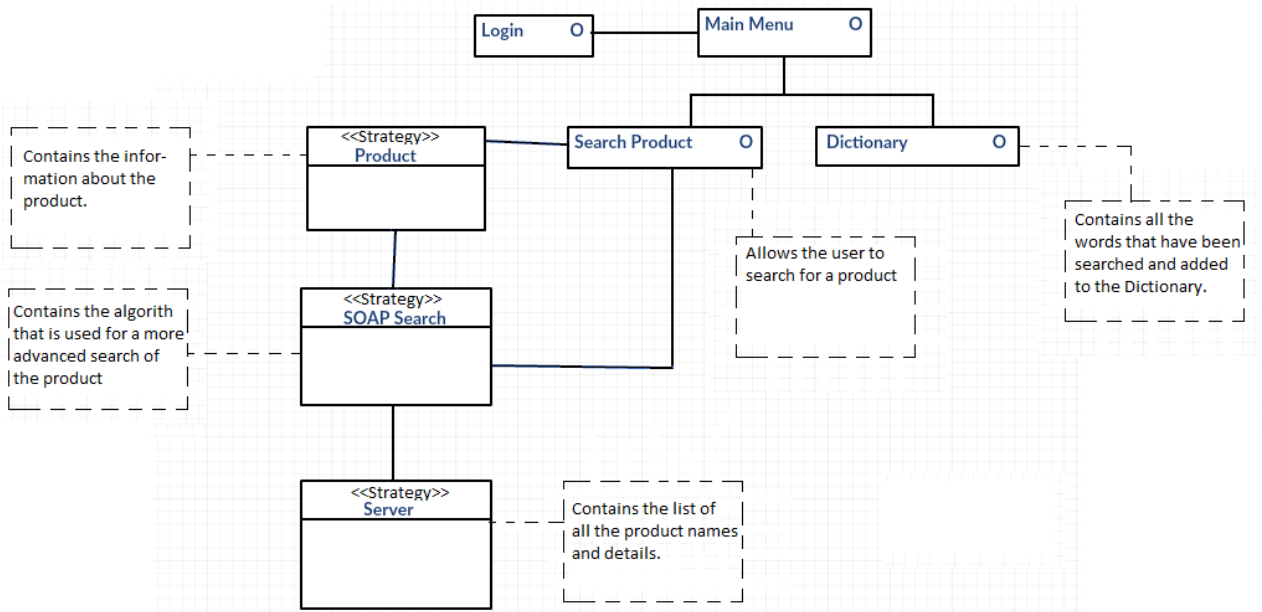 Login O
Main Menu O
<<Strategy>>
Product
Search Product O
Dictionary O
Contains the infor-
mation about the
product.
Contains all the
words that have been
searched and added
to the Dictionary.
Allows the user to
search for a product
<<Strategy>>
SOAP Search
Contains the algorith
that is used for a more
advanced search of
the product
<<Strategy>>
Server
Contains the list of
all the product names
and details.